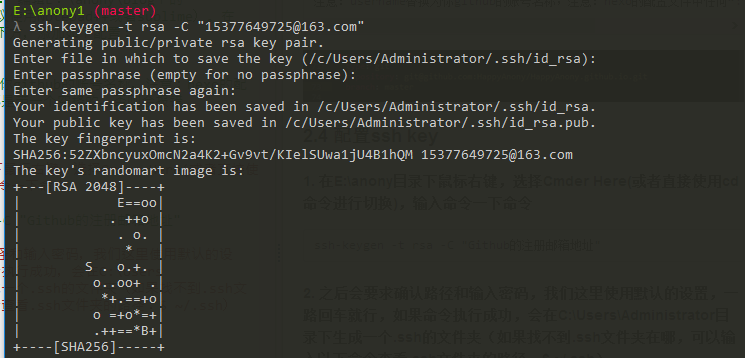 E:\anony1 (master)
λ ssh-keygen -t rsa -C "15377649725@163.com"
Generating public/private rsa key pair.
Enter file in which to save the key (/c/Users/Administrator/.ssh/id_rsa):
Enter passphrase (empty for no passphrase):
Enter same passphrase again:
Your identification has been saved in /c/Users/Administrator/.ssh/id_rsa.
Your public key has been saved in /c/Users/Administrator/.ssh/id_rsa.pub.
The key fingerprint is:
SHA256:52ZXbncyuxOmcN2a4K2+Gv9vt/KIelSUwa1jU4B1hQM 15377649725@163.com
The key's randomart image is:
+---[RSA 2048]----+
|            E==oo|
|           . ++o |
|            . o. |
|             *   |
|        S . o.+. |
|         o..oo+ .|
|          *+.==+o|
|         o =+o*=+|
|         .++==*B+|
+----[SHA256]-----+